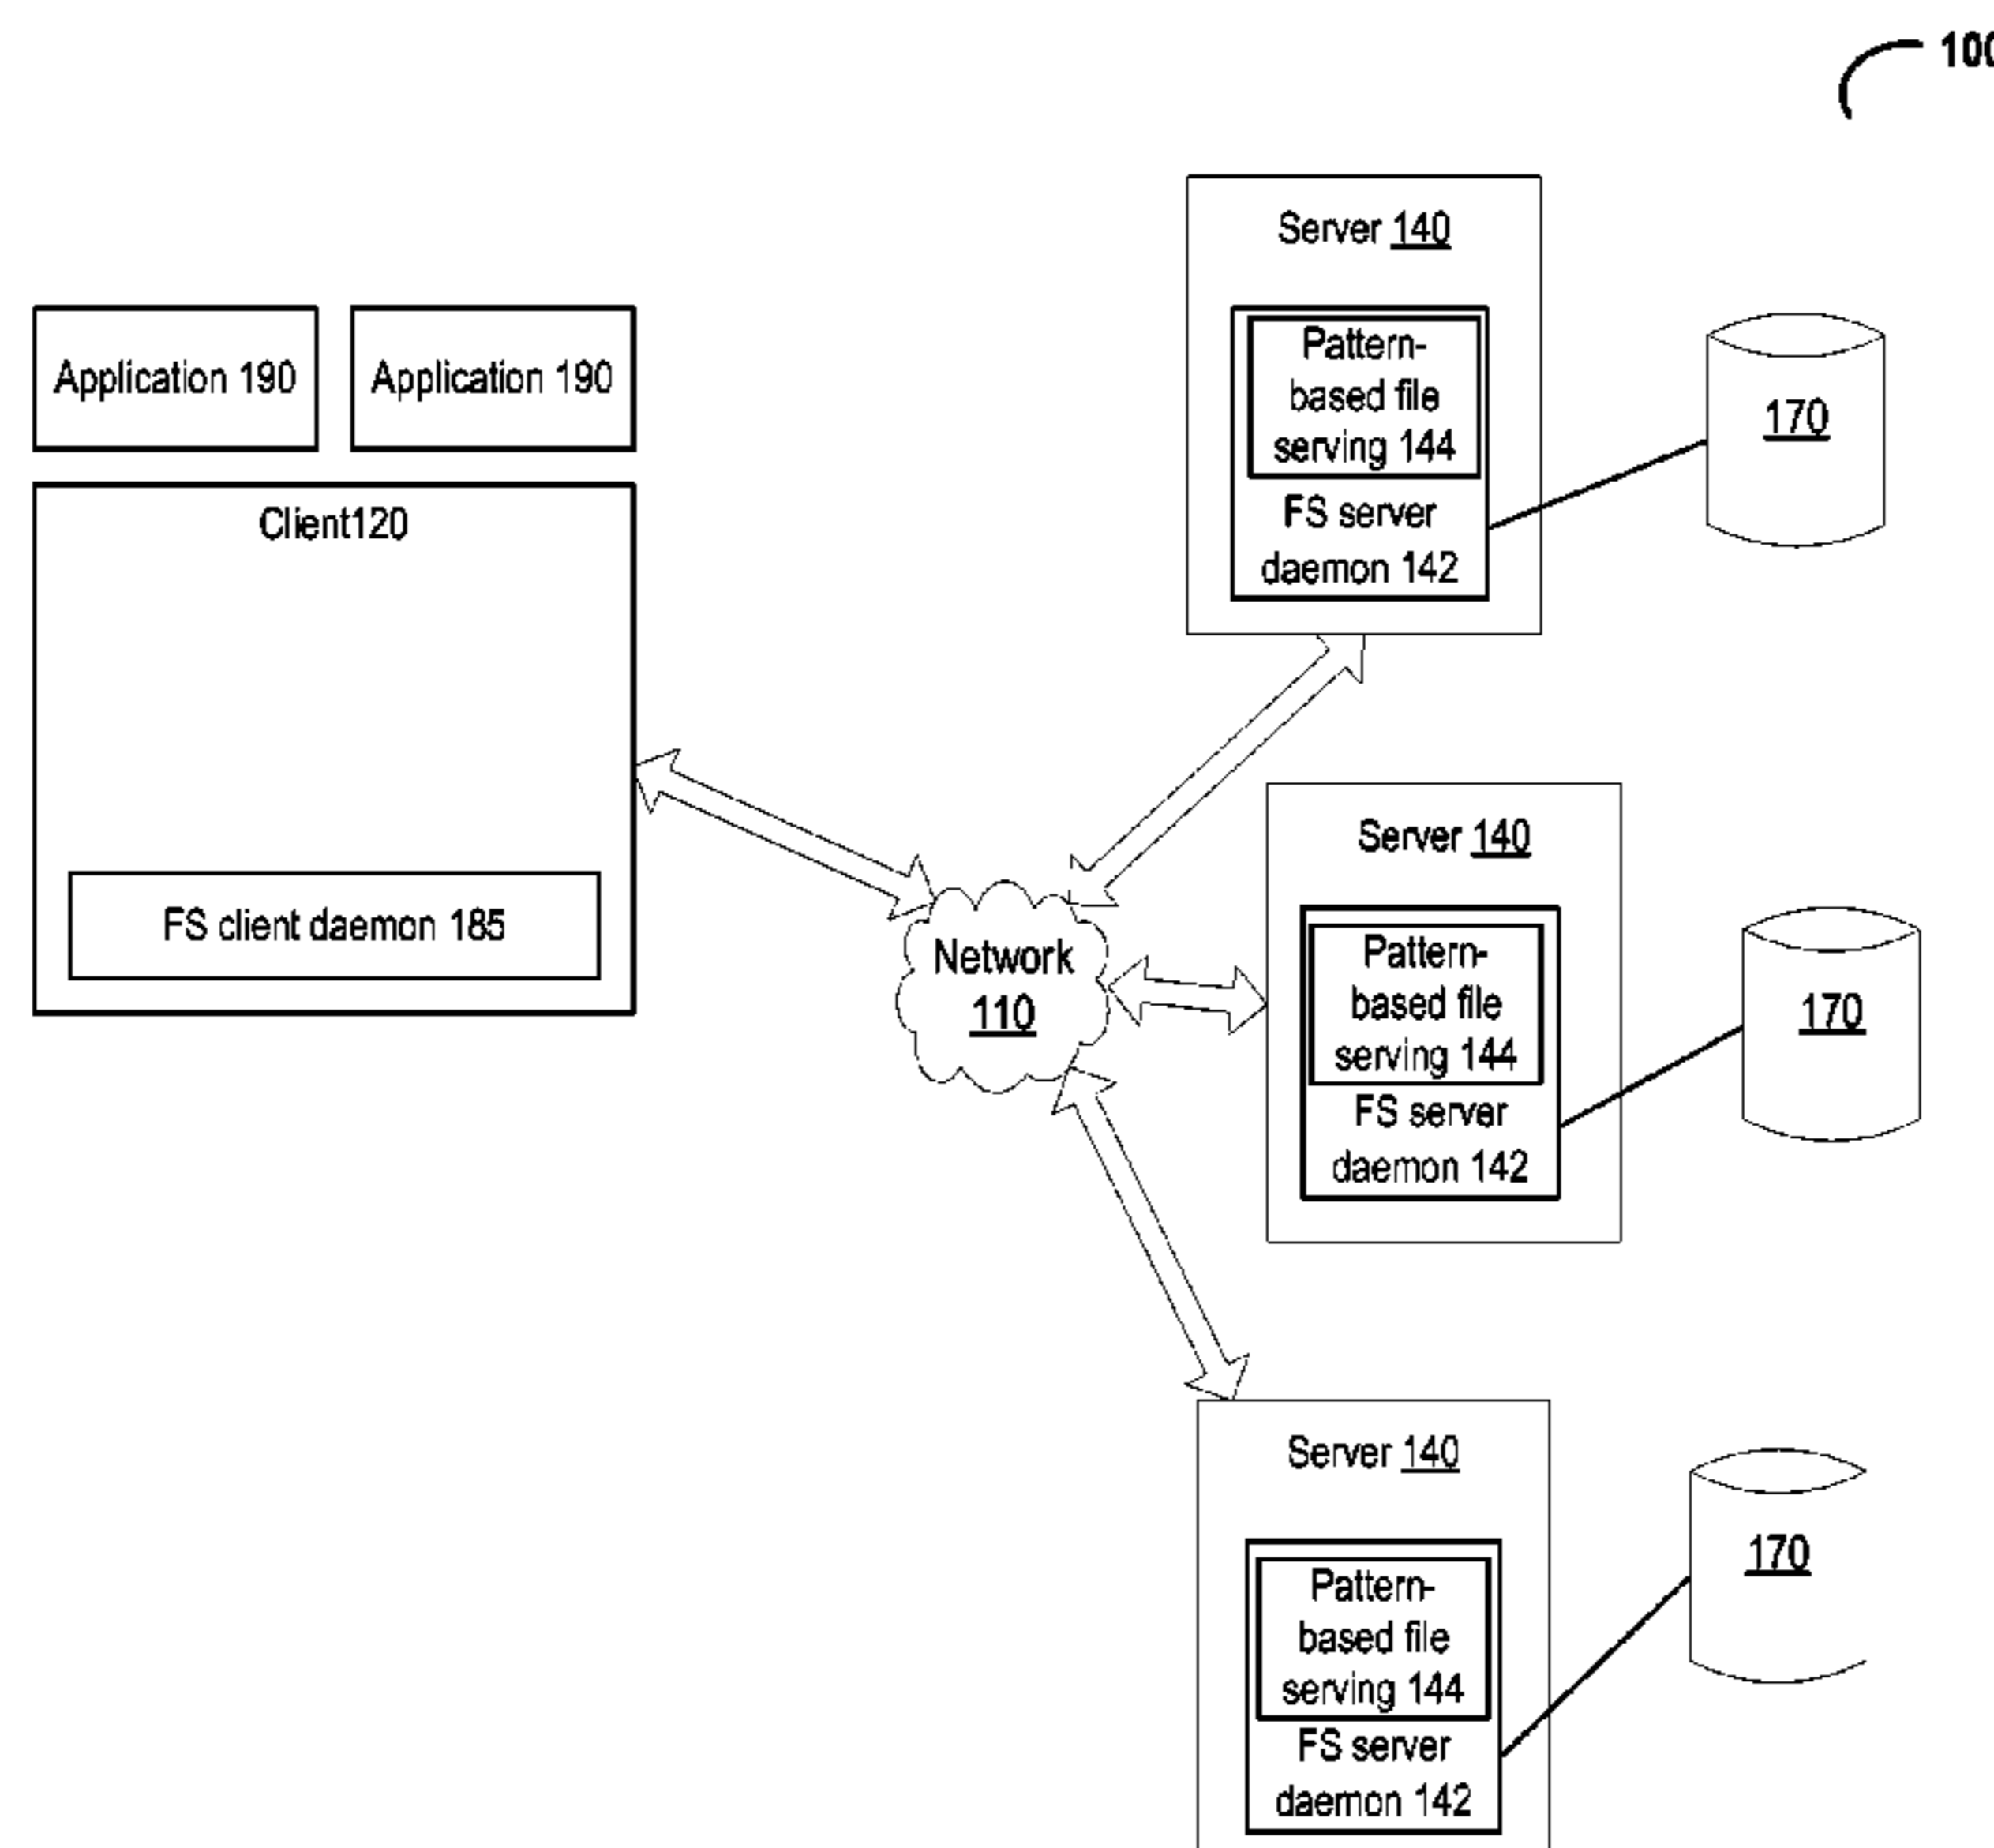 100
Server 140
Pattern-
based file
serving 144
FS server
daemon 142
170
Application 190
Application 190
Client120
FS client daemon 185
Network
110
Server 140
Pattern-
based file
serving 144
FS server
daemon 142
170
Server 140
Pattern-
based file
serving 144
FS server
daemon 142
170